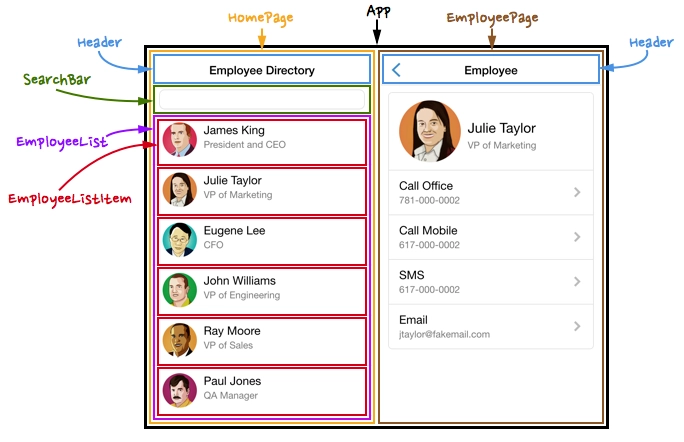 App
HomePage
EmployeePage
Header
Header
SearchBar
EmployeeList
EmployeeListItem
Employee Directory
James King
President and CEO
Julie Taylor
VP of Marketing
Eugene Lee
CFO
John Williams
VP of Engineering
Ray Moore
VP of Sales
Paul Jones
QA Manager
Employee
Julie Taylor
VP of Marketing
Call Office
781-000-0002
Call Mobile
617-000-0002
SMS
617-000-0002
Email
jtaylor@fakemail.com